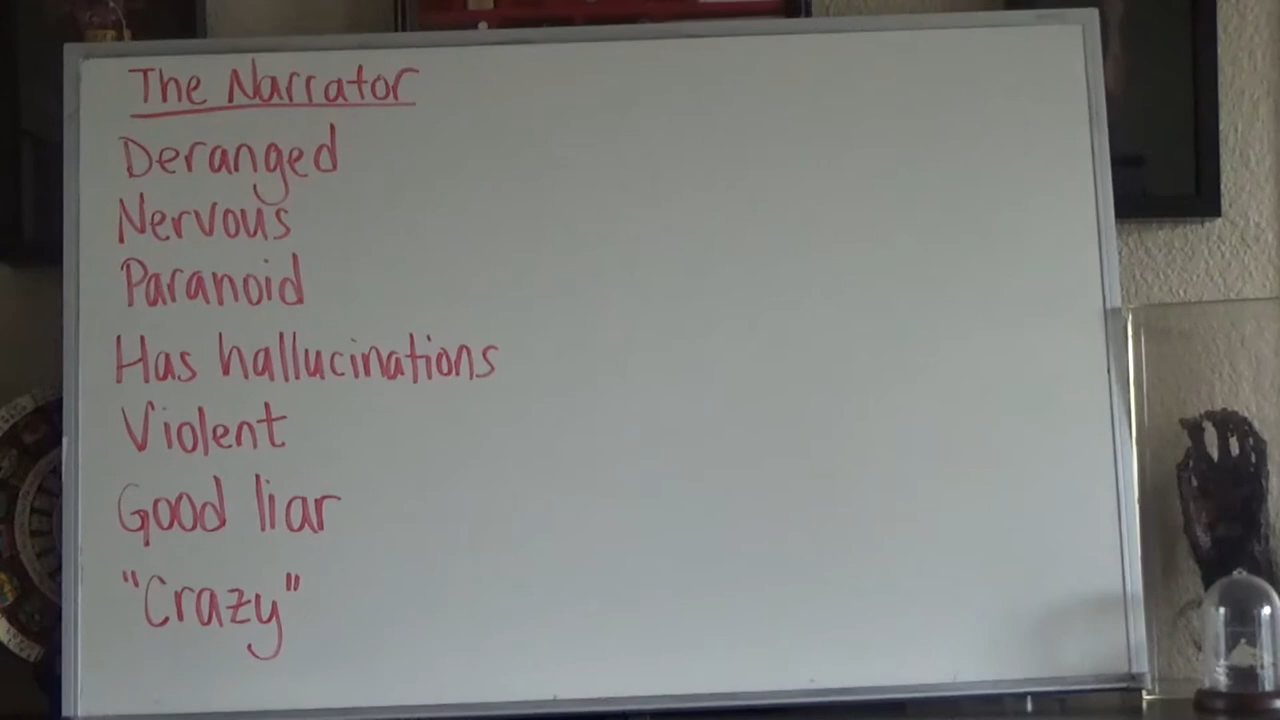 The Narrator
Deranged
Nervous
Paranoid
Has hallucinations
Violent
Good liar
"Crazy"